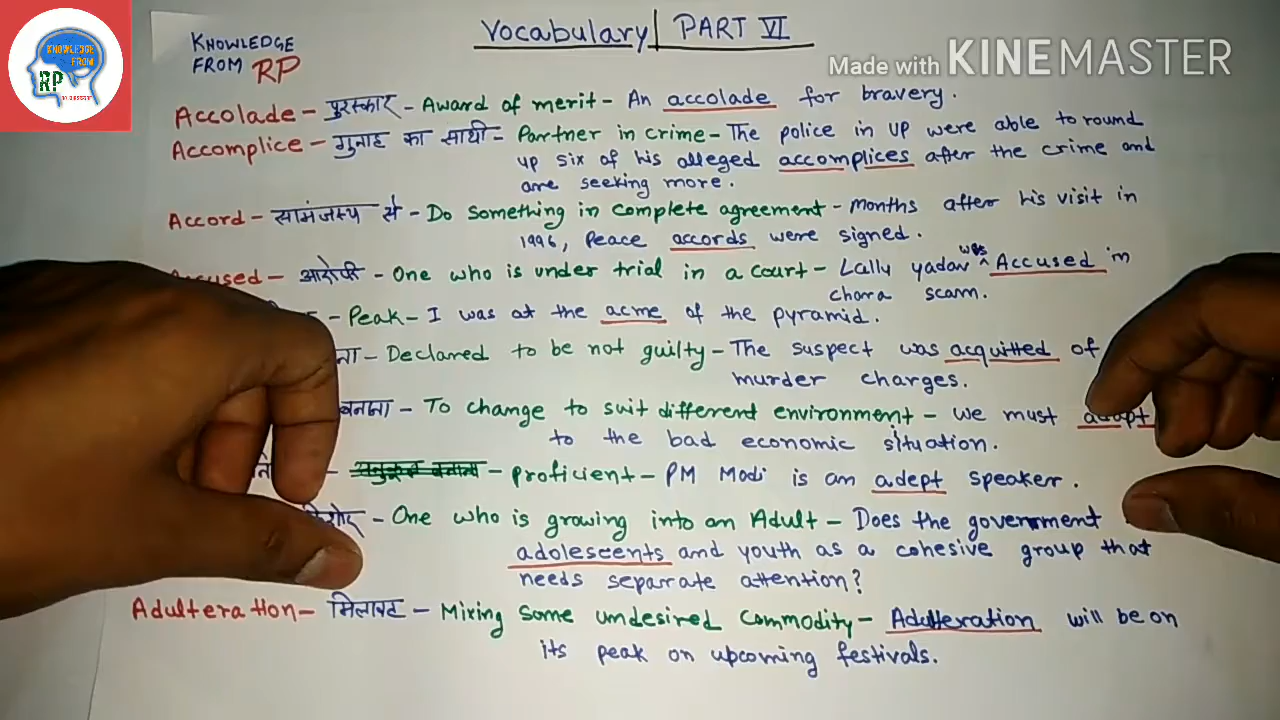 KNOWLEDGE
FROM
RP
KNOWLEDGE
FROM RP
Vocabulary | PART VI
Made with KINEMASTER
Accolade - पुरस्कार - Award of merit - An accolade for bravery.
Accomplice - गुनाह का साथी - Partner in crime - The police in UP were able to round
up six of his alleged accomplices after the crime and
are seeking more.
Accord - सामंजस्य से - Do something in complete agreement - months after his visit in
1996, Peace accords were signed.
Accused - आरोपी - One who is under trial in a court - Lally yadav was Accused in
chara scam.
- Peak - I was at the acme of the pyramid.
ना - Declared to be not guilty - The suspect was acquitted of
murder charges.
बनाना - To change to suit different environment - we must adapt
to the bad economic situation.
- proficient - PM Modi is an adept speaker.
- One who is growing into an Adult - Does the government
adolescents and youth as a cohesive group that
needs separate attention?
Adulteration - मिलावट - Mixing some undesired commodity - Adulteration will be on
its peak on upcoming festivals.